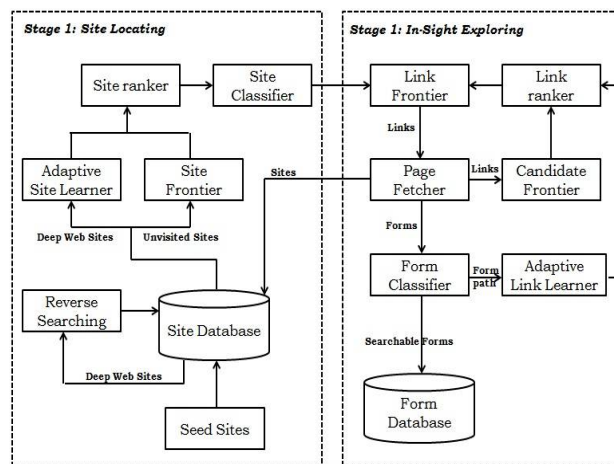 Stage 1: Site Locating
Site ranker
Site
Classifier
Adaptive
Site Learner
Site
Frontier
Sites
Deep Web Sites
Unvisited Sites
Reverse
Searching
Site Database
Deep Web Sites
Seed Sites
Stage 1: In-Sight Exploring
Link
Frontier
Link
ranker
Links
Page
Fetcher
Links
Candidate
Frontier
Forms
Form
Classifier
Form
path
Adaptive
Link Learner
Searchable Forms
Form
Database